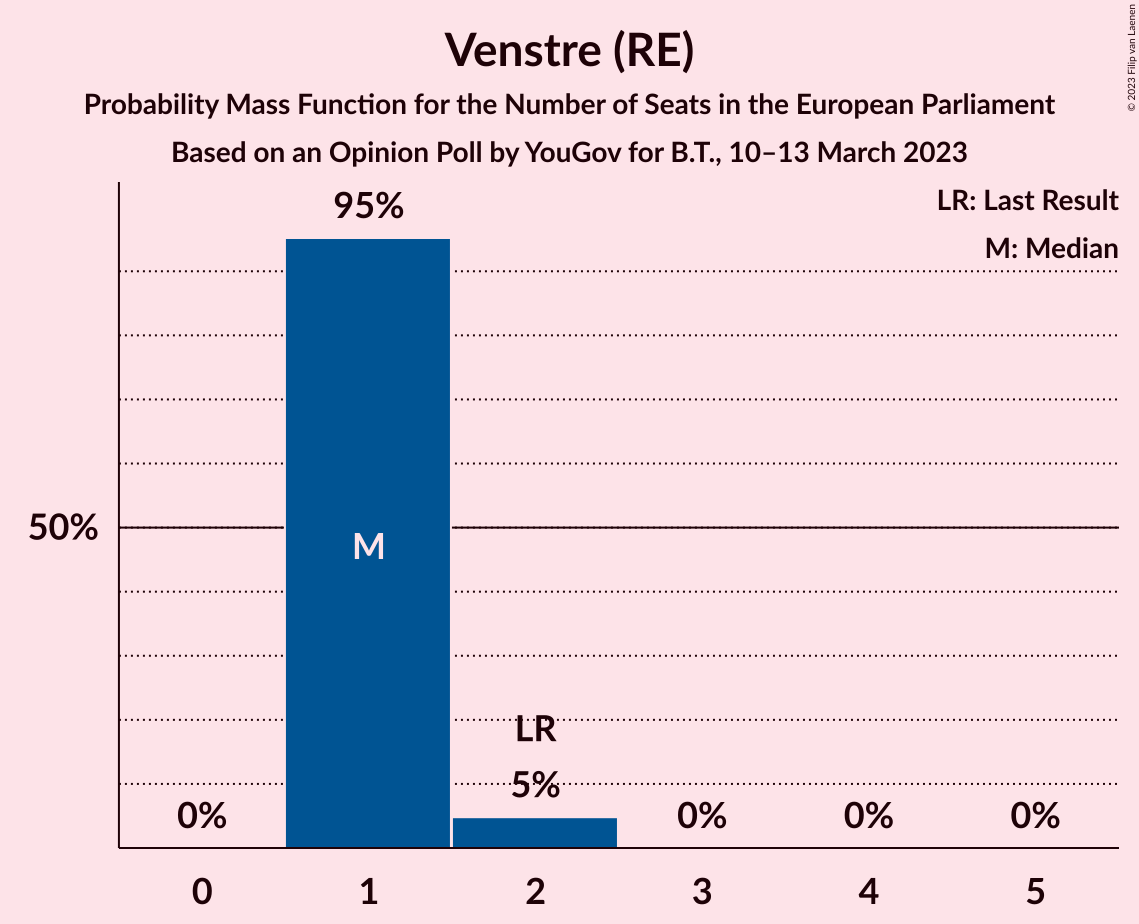 Venstre (RE)
Probability Mass Function for the Number of Seats in the European Parliament
Based on an Opinion Poll by YouGov for B.T., 10–13 March 2023
© 2023 Filip van Laenen
LR: Last Result
M: Median
95%
50%
M
LR
5%
0%
0%
0%
0%
0
1
2
3
4
5